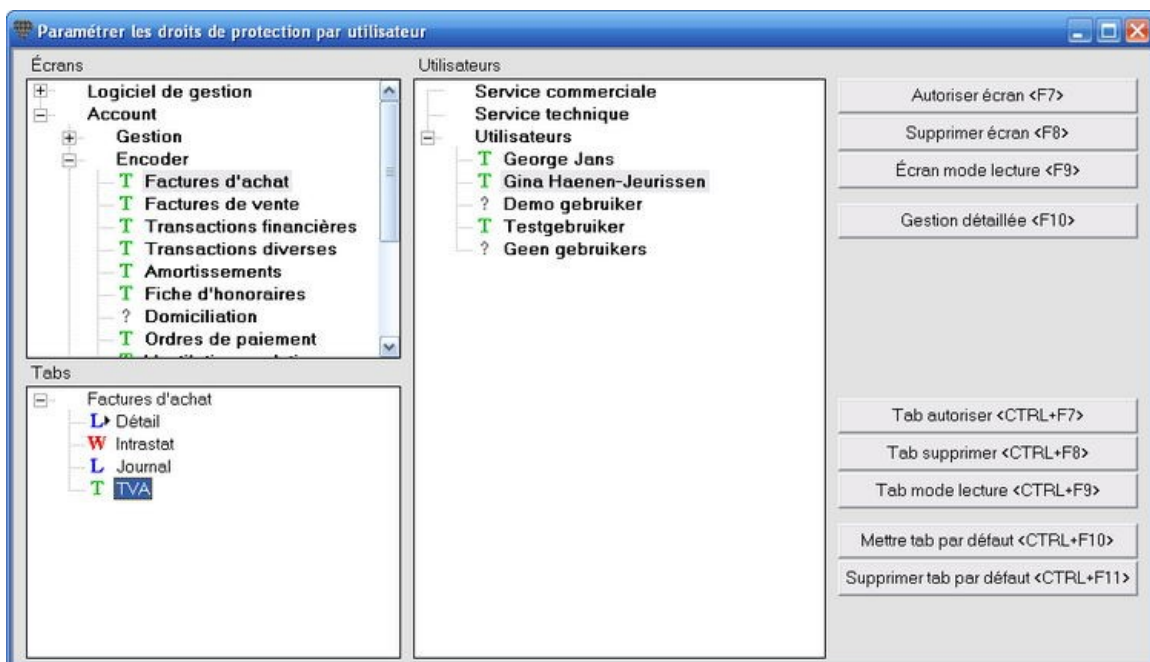 Paramétrer les droits de protection par utilisateur
Écrans
Logiciel de gestion
Account
Gestion
Encoder
T Factures d'achat
T Factures de vente
T Transactions financières
T Transactions diverses
T Amortissements
T Fiche d'honoraires
? Domiciliation
T Ordres de paiement
Tabs
Factures d'achat
L Détail
W Intrastat
L Journal
T TVA
Utilisateurs
Service commerciale
Service technique
Utilisateurs
T George Jans
T Gina Haenen-Jeurissen
? Demo gebruiker
T Testgebruiker
? Geen gebruikers
Autoriser écran <F7>
Supprimer écran <F8>
Écran mode lecture <F9>
Gestion détaillée <F10>
Tab autoriser <CTRL+F7>
Tab supprimer <CTRL+F8>
Tab mode lecture <CTRL+F9>
Mettre tab par défaut <CTRL+F10>
Supprimer tab par défaut <CTRL+F11>